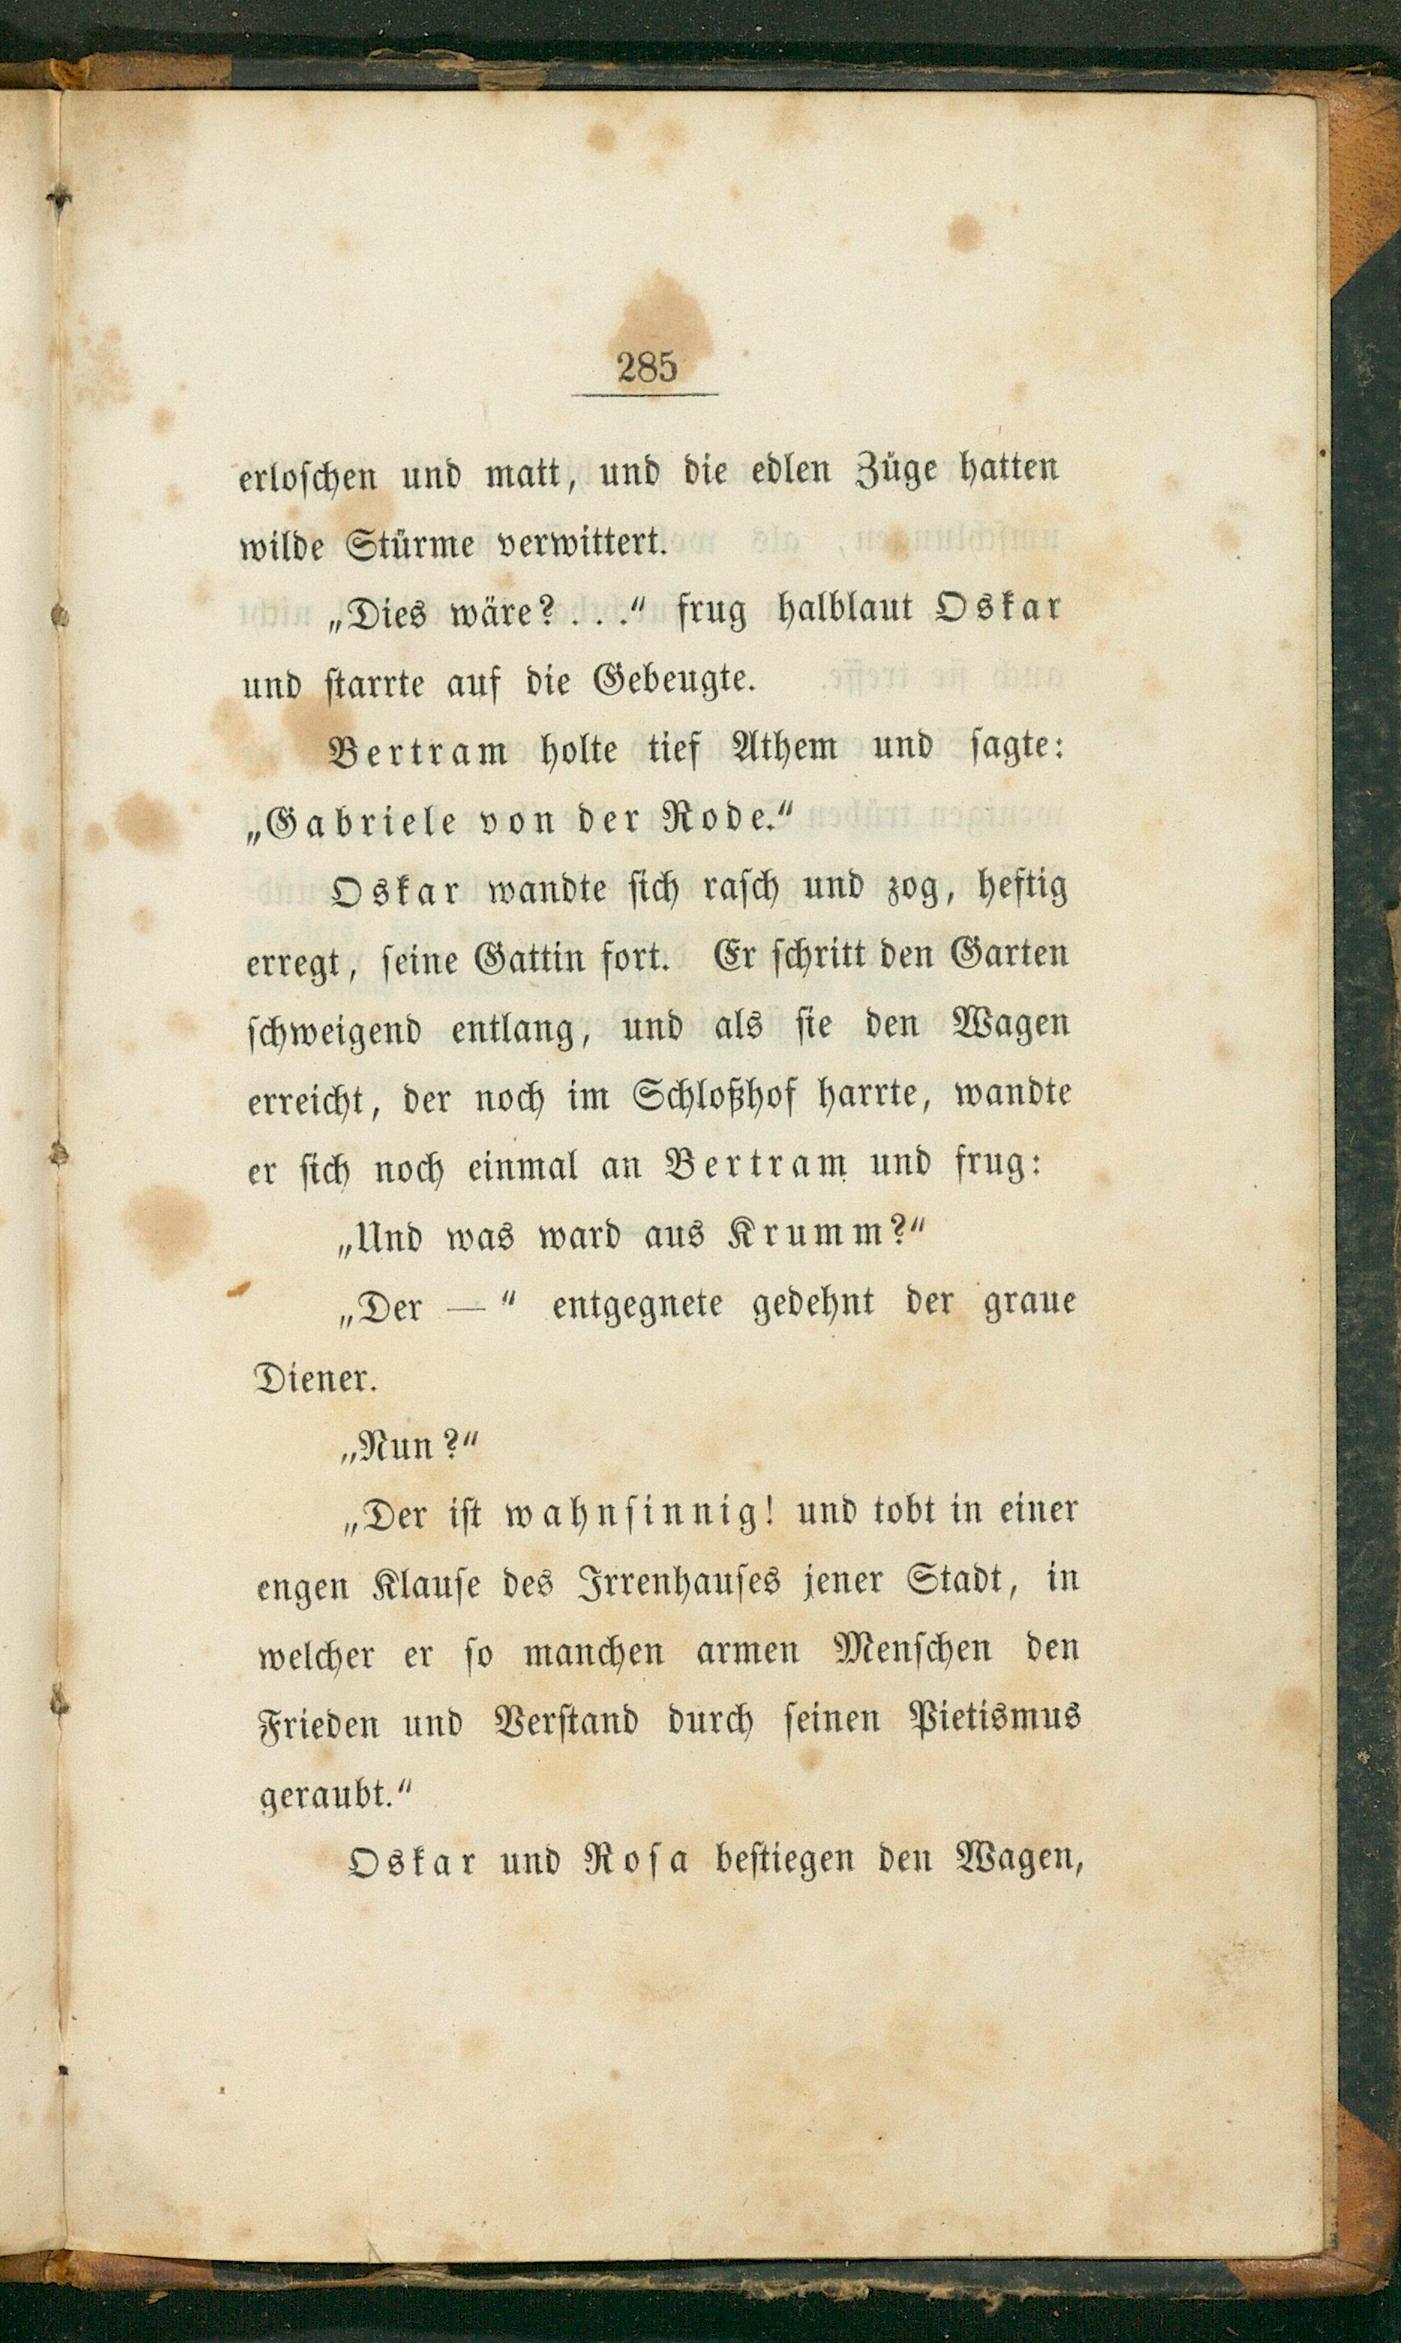 285
erloschen und matt, und die edlen Züge hatten
wilde Stürme verwittert.
„Dies wäre? . . .“ frug halblaut Oskar
und starrte auf die Gebeugte.
Bertram holte tief Athem und sagte:
„Gabriele von der Rode.“
Oskar wandte sich rasch und zog, heftig
erregt, seine Gattin fort. Er schritt den Garten
schweigend entlang, und als sie den Wagen
erreicht, der noch im Schloßhof harrte, wandte
er sich noch einmal an Bertram und frug:
„Und was ward aus Krumm?“
„Der — “ entgegnete gedehnt der graue
Diener.
„Nun?“
„Der ist wahnsinnig! und tobt in einer
engen Klause des Irrenhauses jener Stadt, in
welcher er so manchen armen Menschen den
Frieden und Verstand durch seinen Pietismus
geraubt.“
Oskar und Rosa bestiegen den Wagen,